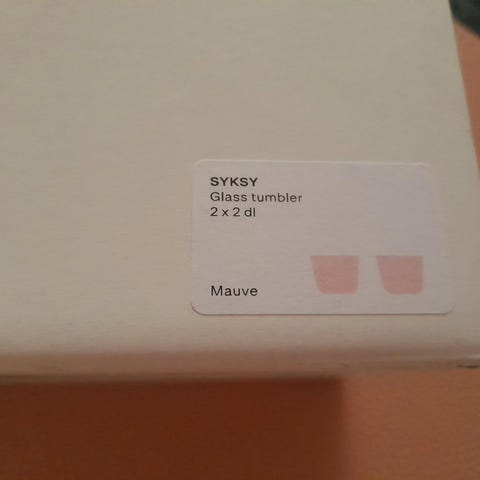 SYKSY
Glass tumbler
2 x 2 dl
Mauve